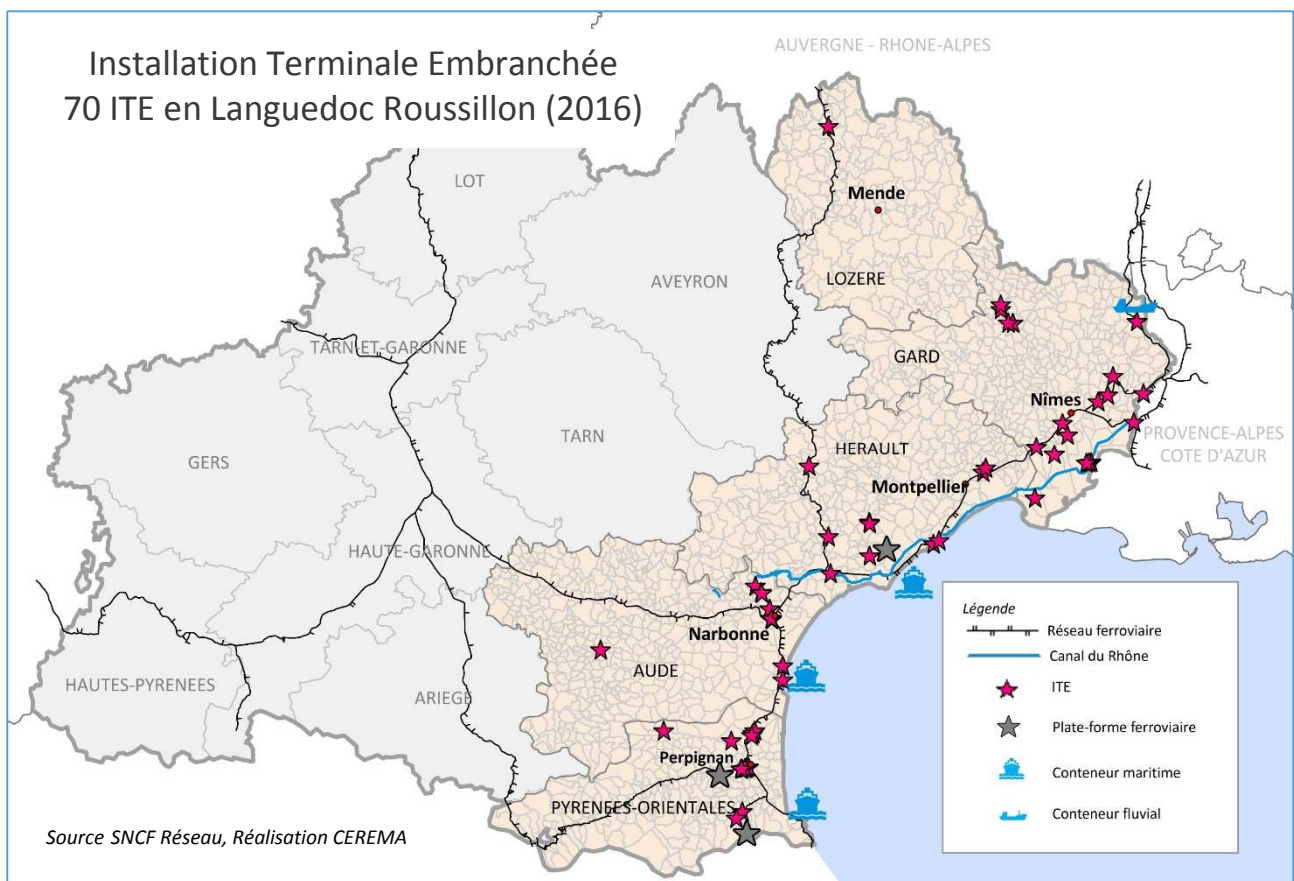 Installation Terminale Embranchée
70 ITE en Languedoc Roussillon (2016)
AUVERGNE - RHONE-ALPES
LOT
Mende
AVEYRON
LOZERE
TARN-ET-GARONNE
GARD
Nîmes
PROVENCE-ALPES
COTE D'AZUR
TARN
GERS
HERAULT
Montpellier
HAUTE-GARONNE
Narbonne
AUDE
HAUTES-PYRENEES
ARIEGE
Perpignan
PYRENEES-ORIENTALES
Légende
Réseau ferroviaire
Canal du Rhône
ITE
Plate-forme ferroviaire
Conteneur maritime
Conteneur fluvial
Source SNCF Réseau, Réalisation CEREMA